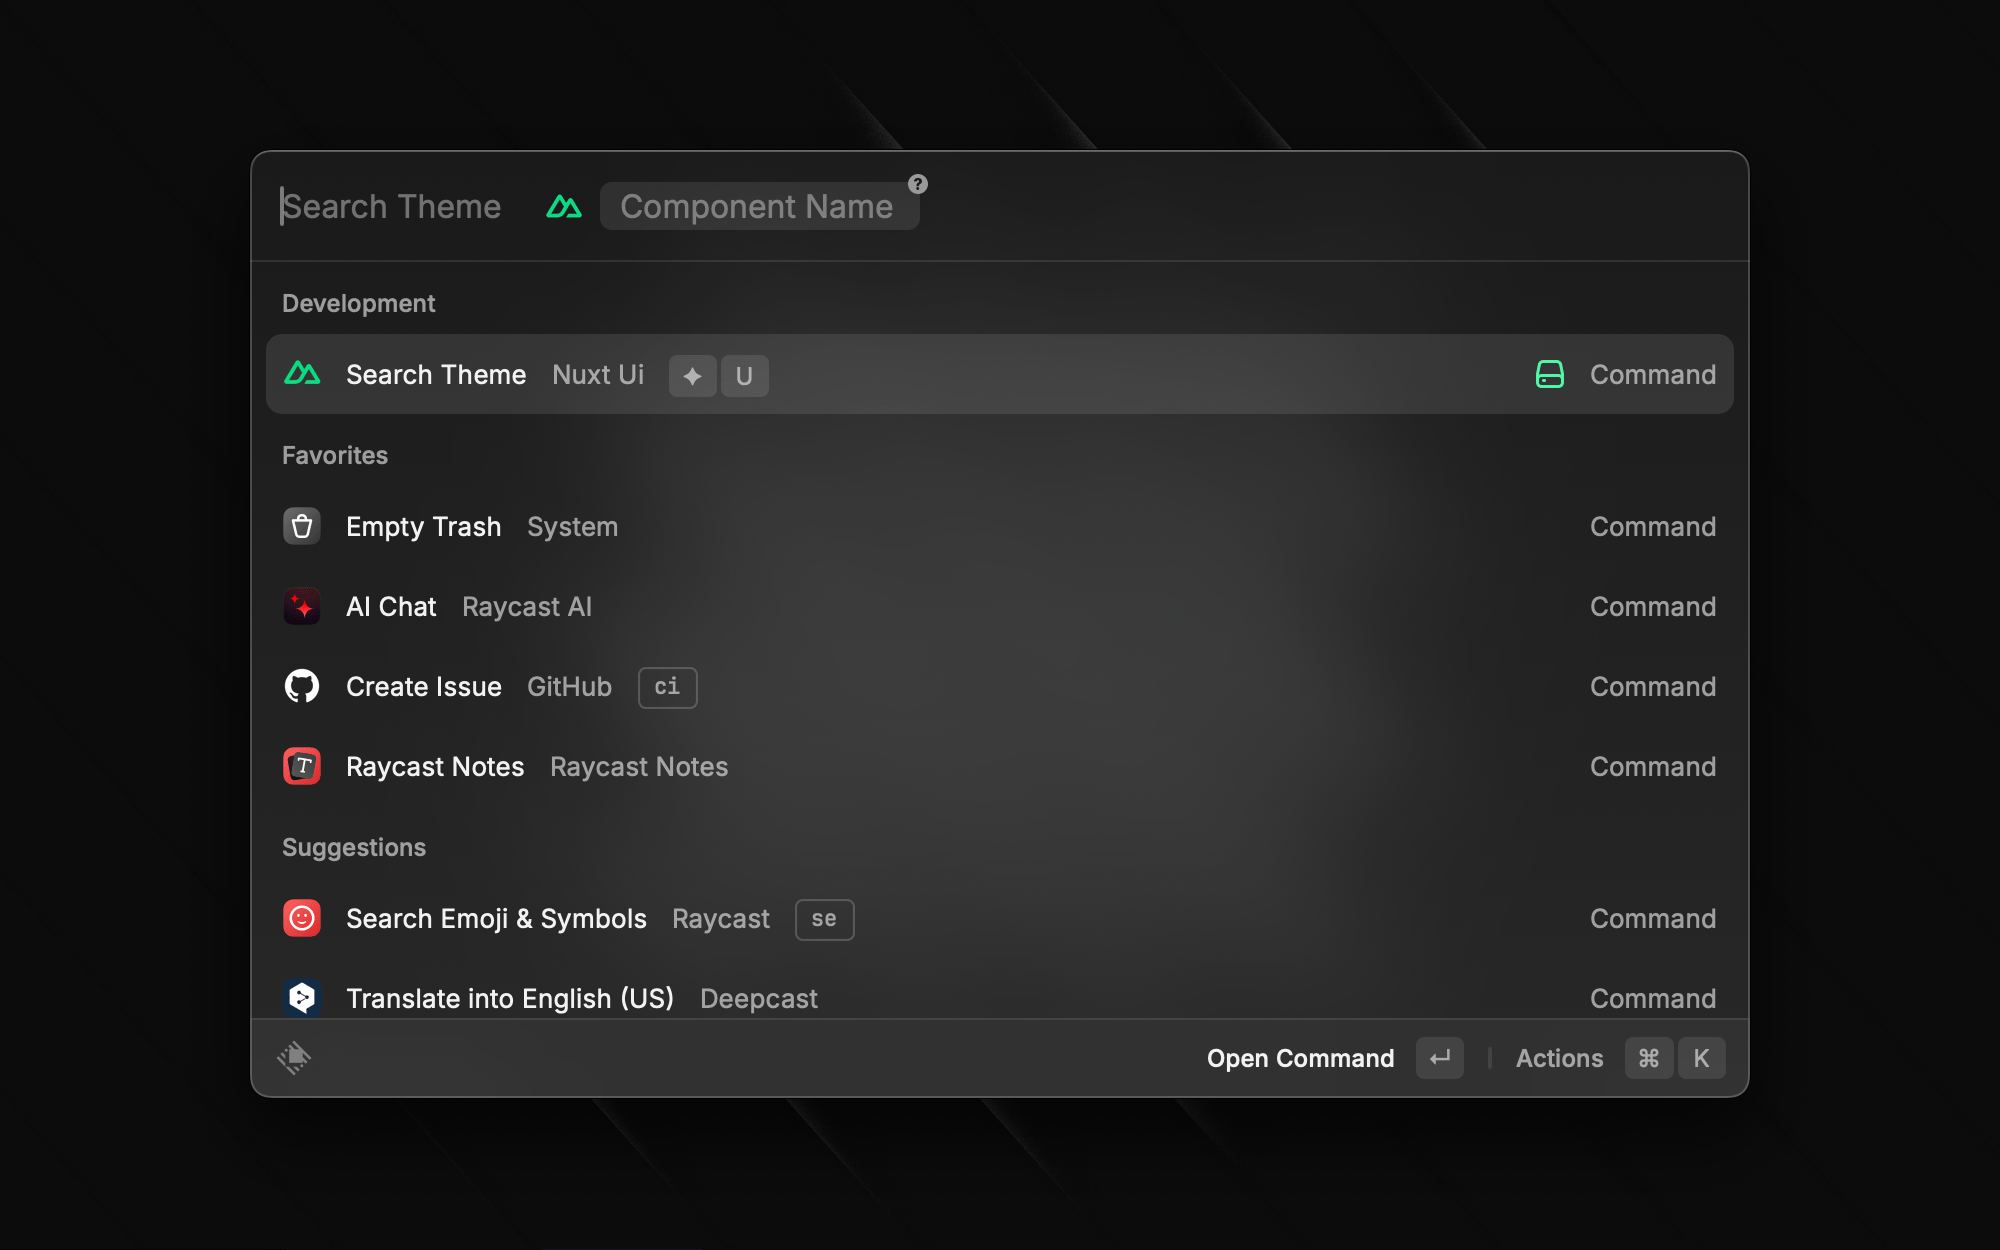 Search Theme Component Name ?
Development
Search Theme Nuxt Ui U Command
Favorites
Empty Trash System Command
AI Chat Raycast AI Command
Create Issue GitHub ci Command
Raycast Notes Raycast Notes Command
Suggestions
Search Emoji & Symbols Raycast se Command
Translate into English (US) Deepcast Command
Open Command ↵ Actions ⌘ K